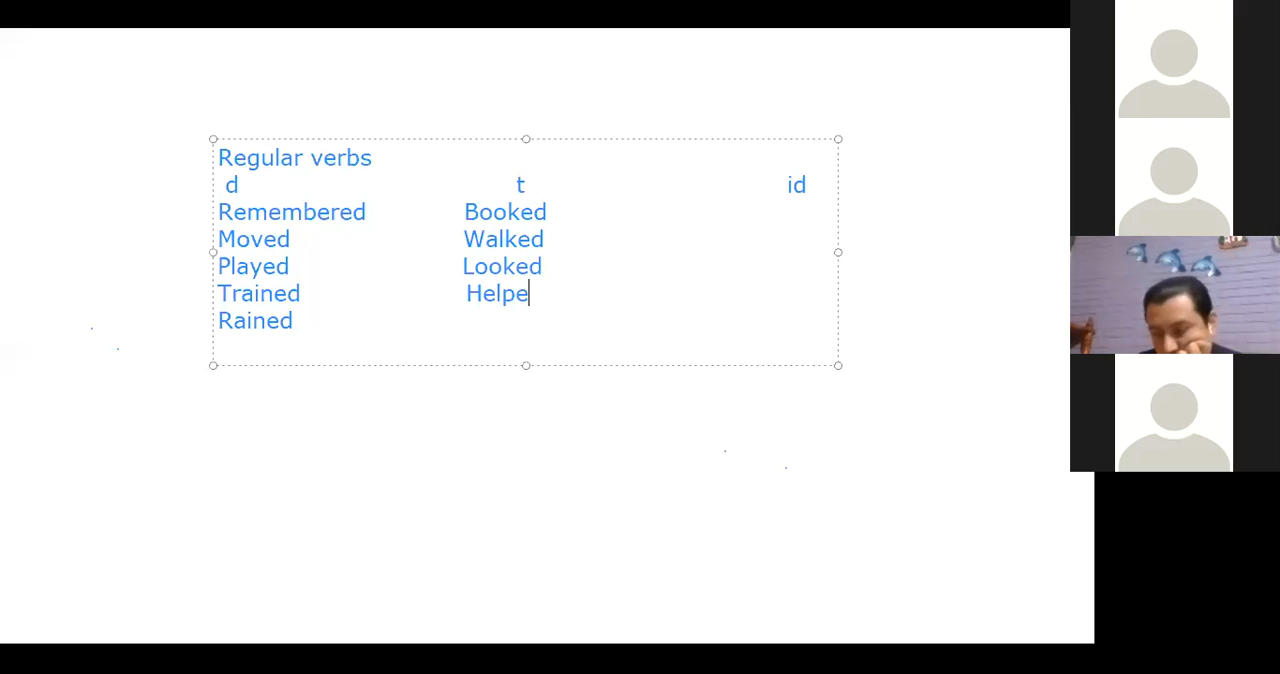 Regular verbs
d t id
Remembered Booked
Moved Walked
Played Looked
Trained Helpe
Rained